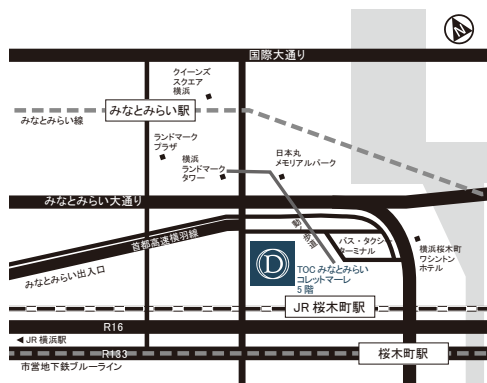 N
国際大通り
クイーンズ
スクエア
横浜
みなとみらい駅
みなとみらい線
ランドマーク
プラザ
横浜
ランドマーク
タワー
日本丸
メモリアルパーク
みなとみらい大通り
動く歩道
首都高速横羽線
バス・タクシー
ターミナル
横浜桜木町
ワシントン
ホテル
みなとみらい出入口
D
TOC みなとみらい
コレットマーレ
5 階
JR 桜木町駅
R16
JR 横浜駅
R133
桜木町駅
市営地下鉄ブルーライン